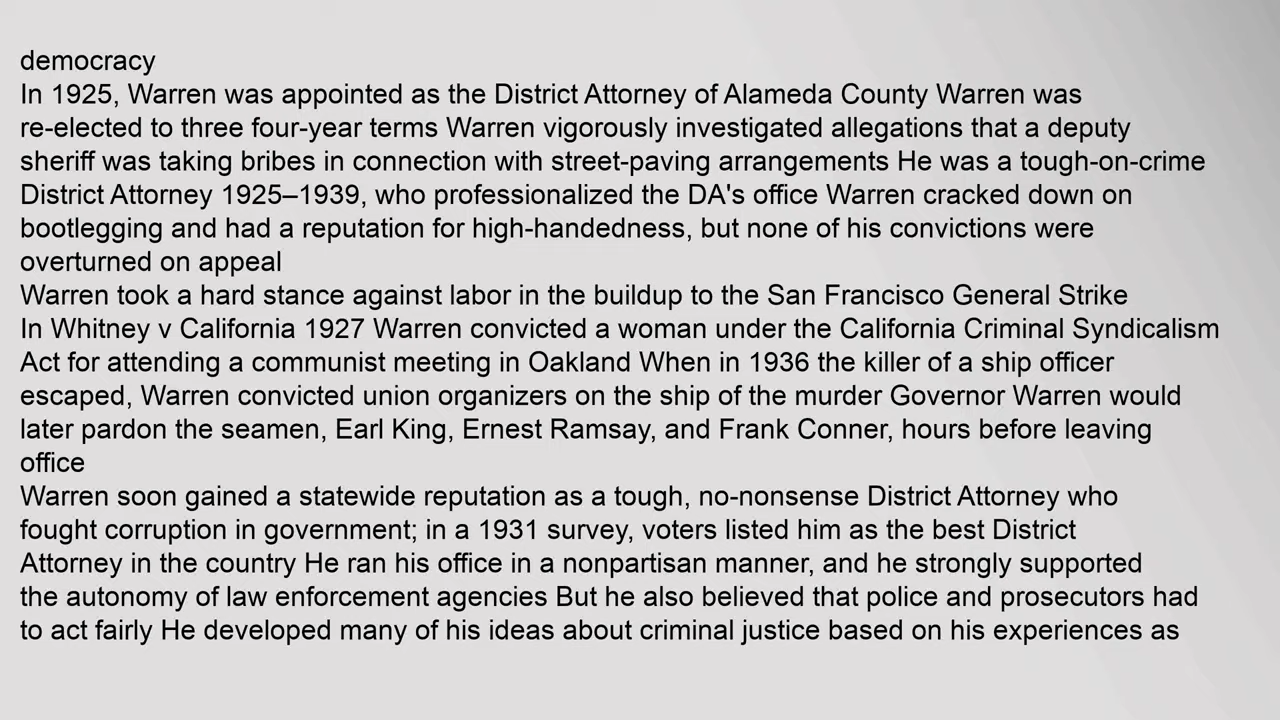 democracy
In 1925, Warren was appointed as the District Attorney of Alameda County Warren was
re-elected to three four-year terms Warren vigorously investigated allegations that a deputy
sheriff was taking bribes in connection with street-paving arrangements He was a tough-on-crime
District Attorney 1925–1939, who professionalized the DA's office Warren cracked down on
bootlegging and had a reputation for high-handedness, but none of his convictions were
overturned on appeal
Warren took a hard stance against labor in the buildup to the San Francisco General Strike
In Whitney v California 1927 Warren convicted a woman under the California Criminal Syndicalism
Act for attending a communist meeting in Oakland When in 1936 the killer of a ship officer
escaped, Warren convicted union organizers on the ship of the murder Governor Warren would
later pardon the seamen, Earl King, Ernest Ramsay, and Frank Conner, hours before leaving
office
Warren soon gained a statewide reputation as a tough, no-nonsense District Attorney who
fought corruption in government; in a 1931 survey, voters listed him as the best District
Attorney in the country He ran his office in a nonpartisan manner, and he strongly supported
the autonomy of law enforcement agencies But he also believed that police and prosecutors had
to act fairly He developed many of his ideas about criminal justice based on his experiences as